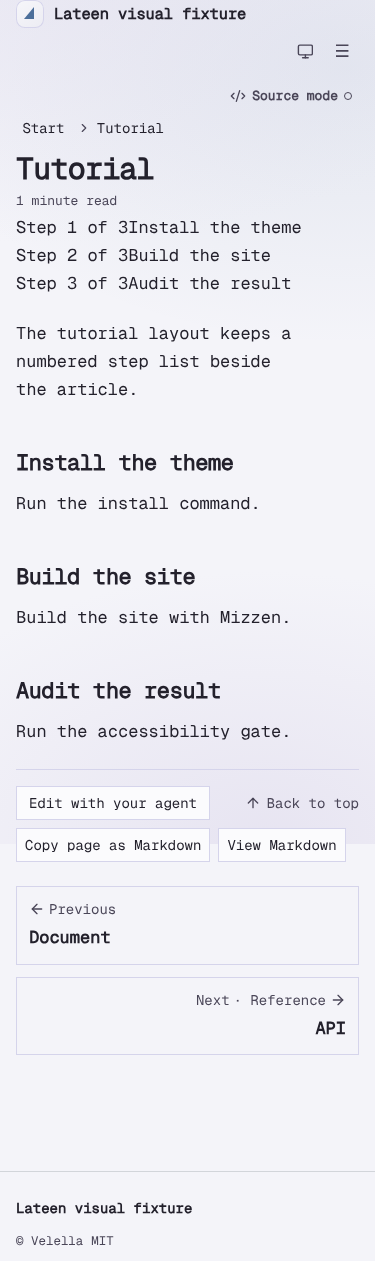 Lateen visual fixture
Source mode
Start > Tutorial
Tutorial
1 minute read
Step 1 of 3Install the theme
Step 2 of 3Build the site
Step 3 of 3Audit the result
The tutorial layout keeps a
numbered step list beside
the article.
Install the theme
Run the install command.
Build the site
Build the site with Mizzen.
Audit the result
Run the accessibility gate.
Edit with your agent
↑ Back to top
Copy page as Markdown
View Markdown
← Previous
Document
Next · Reference →
API
Lateen visual fixture
© Velella MIT